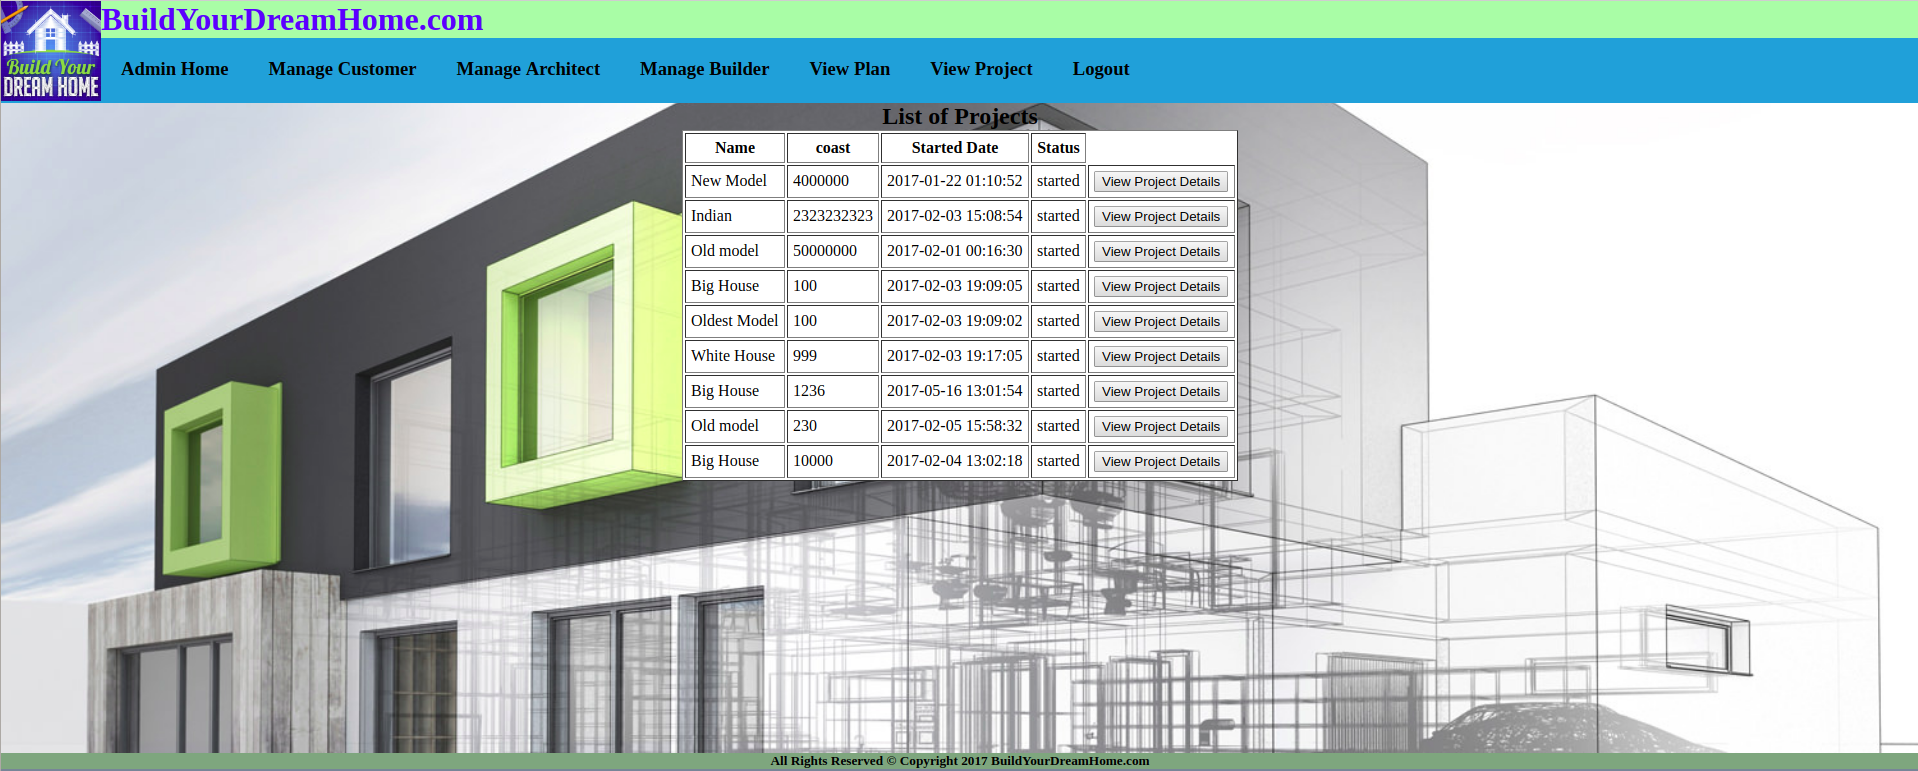 BuildYourDreamHome.com
Build Your
DREAM HOME
Admin Home Manage Customer Manage Architect Manage Builder View Plan View Project Logout
List of Projects
Name coast Started Date Status
New Model 4000000 2017-01-22 01:10:52 started View Project Details
Indian 2323232323 2017-02-03 15:08:54 started View Project Details
Old model 50000000 2017-02-01 00:16:30 started View Project Details
Big House 100 2017-02-03 19:09:05 started View Project Details
Oldest Model 100 2017-02-03 19:09:02 started View Project Details
White House 999 2017-02-03 19:17:05 started View Project Details
Big House 1236 2017-05-16 13:01:54 started View Project Details
Old model 230 2017-02-05 15:58:32 started View Project Details
Big House 10000 2017-02-04 13:02:18 started View Project Details
All Rights Reserved © Copyright 2017 BuildYourDreamHome.com